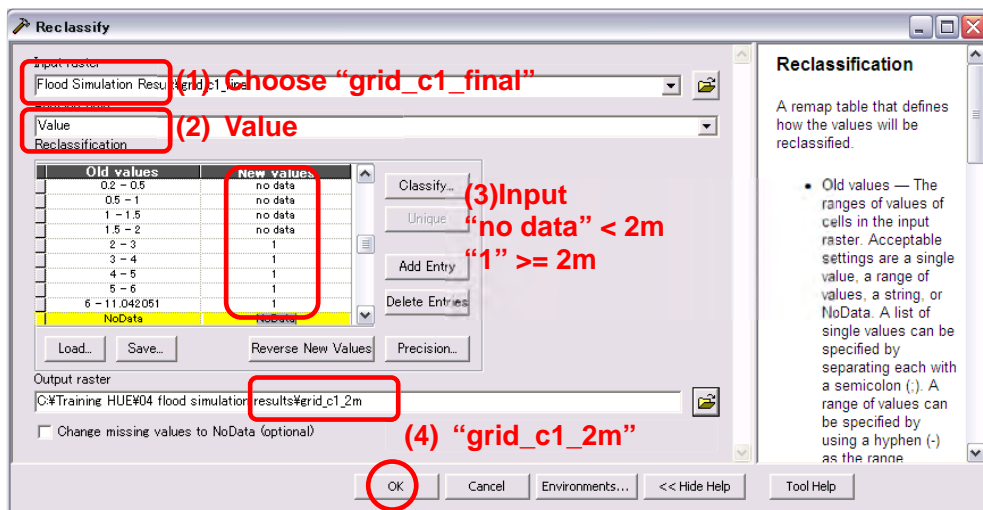 Reclassify
Input raster
Flood Simulation Result¥grid_c1_final
(1) Choose “grid_c1_final”
Value
(2) Value
Reclassification
Old values New values
0.2 - 0.5 no data
0.5 - 1 no data
1 - 1.5 no data
1.5 - 2 no data
2 - 3 1
3 - 4 1
4 - 5 1
5 - 6 1
6 - 11.042051 1
NoData NoData
Classify...
Unique
Add Entry
Delete Entries
(3)Input
“no data” < 2m
“1” >= 2m
Load... Save... Reverse New Values Precision...
Output raster
C:¥Training HUE¥04 flood simulation results¥grid_c1_2m
Change missing values to NoData (optional)
(4) “grid_c1_2m”
OK Cancel Environments... << Hide Help Tool Help
Reclassification
A remap table that defines
how the values will be
reclassified.
• Old values — The
ranges of values of
cells in the input
raster. Acceptable
settings are a single
value, a range of
values, a string, or
NoData. A list of
single values can be
specified by
separating each with
a semicolon (;). A
range of values can
be specified by
using a hyphen (-)
as the range